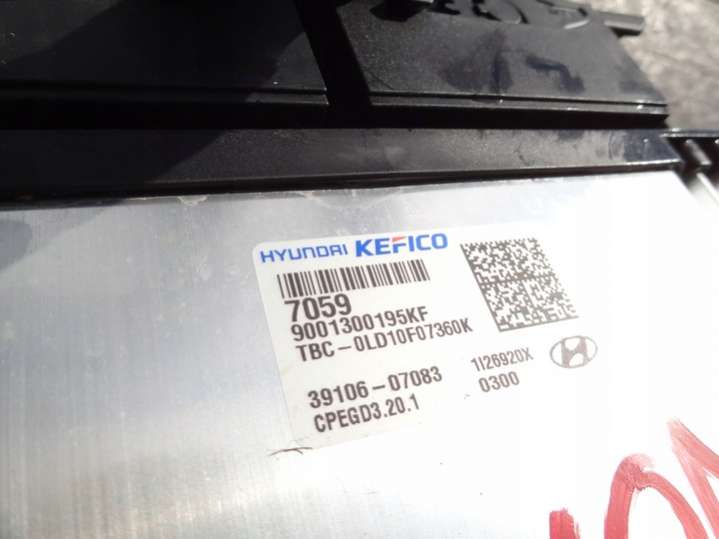 HYUNDAI KEFICO
7059
9001300195KF
TBC-0LD10F07360K
39106-07083
CPEGD3.20.1
1I26920X
0300